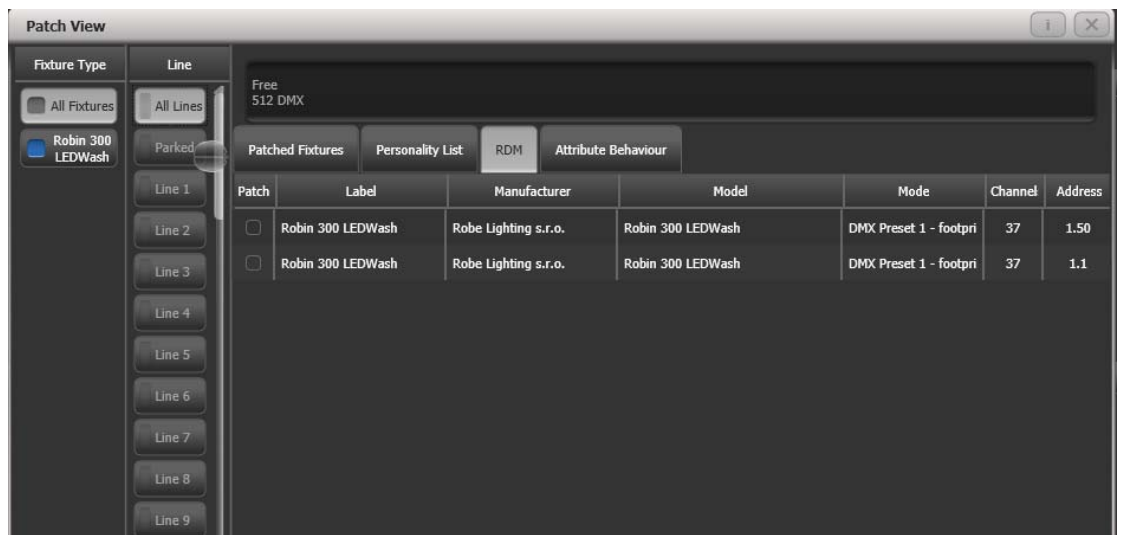 Patch View
i
Fixture Type
Line
All Fixtures
All Lines
Robin 300
LEDWash
Parked
Line 1
Line 2
Line 3
Line 4
Line 5
Line 6
Line 7
Line 8
Line 9
Free
512 DMX
Patched Fixtures
Personality List
RDM
Attribute Behaviour
Patch Label Manufacturer Model Mode Channel Address
Robin 300 LEDWash Robe Lighting s.r.o. Robin 300 LEDWash DMX Preset 1 - footpri 37 1.50
Robin 300 LEDWash Robe Lighting s.r.o. Robin 300 LEDWash DMX Preset 1 - footpri 37 1.1